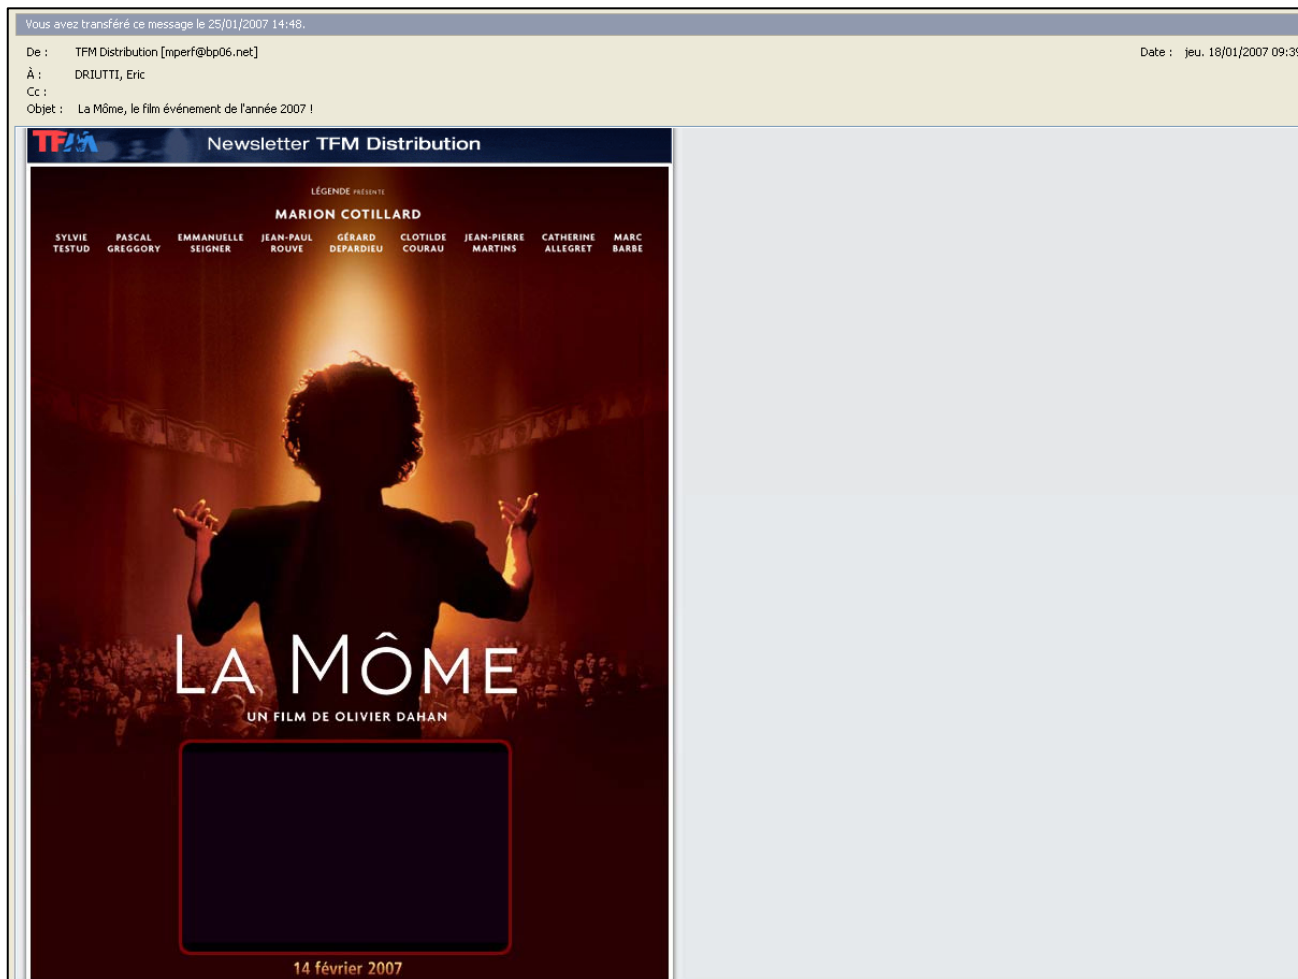 Vous avez transféré ce message le 25/01/2007 14:48.
De : TFM Distribution [mperf@bp06.net] Date : jeu. 18/01/2007 09:39
À : DRIUTTI, Eric
Cc :
Objet : La Môme, le film événement de l'année 2007 !
TFM Newsletter TFM Distribution
LÉGENDE PRÉSENTE
MARION COTILLARD
SYLVIE PASCAL EMMANUELLE JEAN-PAUL GÉRARD CLOTILDE JEAN-PIERRE CATHERINE MARC
TESTUD GREGGORY SEIGNER ROUVE DEPARDIEU COURAU MARTINS ALLEGRET BARBE
LA MÔME
UN FILM DE OLIVIER DAHAN
14 février 2007